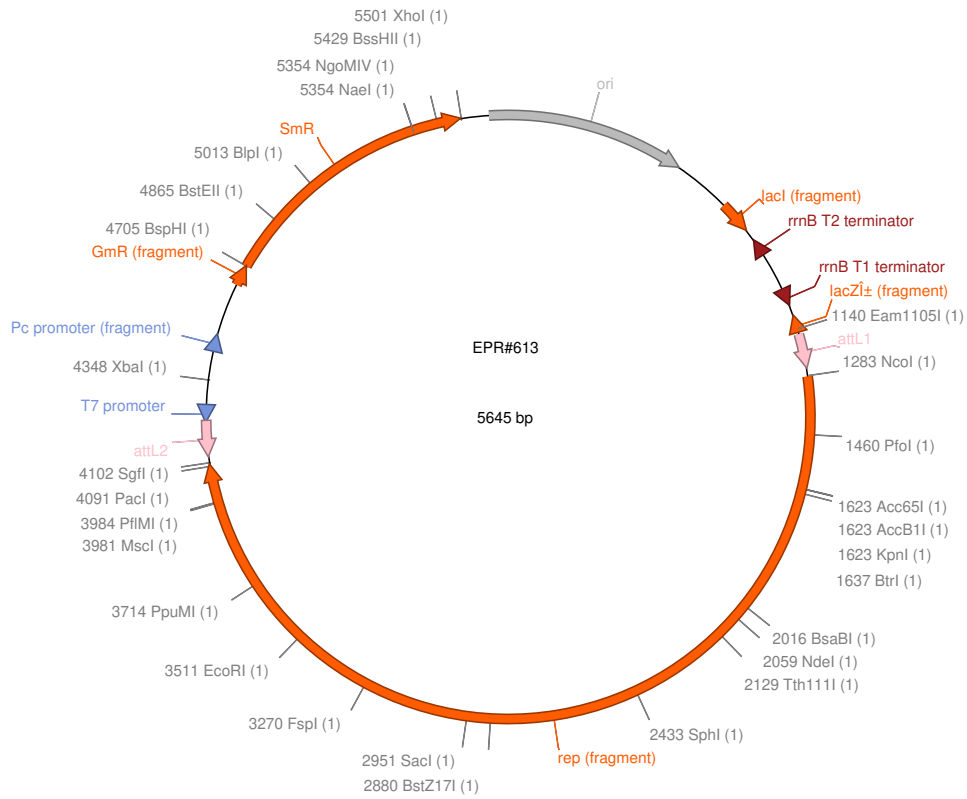 5501 XhoI (1)
5429 BssHII (1)
5354 NgoMIV (1)
5354 NaeI (1)
SmR
5013 BlpI (1)
4865 BstEII (1)
4705 BspHI (1)
GmR (fragment)
Pc promoter (fragment)
4348 XbaI (1)
T7 promoter
attL2
4102 SgfI (1)
4091 PacI (1)
3984 PflMI (1)
3981 MscI (1)
3714 PpuMI (1)
3511 EcoRI (1)
3270 FspI (1)
2951 SacI (1)
2880 BstZ17I (1)
EPR#613
5645 bp
ori
lacI (fragment)
rrnB T2 terminator
rrnB T1 terminator
lacZÎ± (fragment)
1140 Eam1105I (1)
attL1
1283 NcoI (1)
1460 PfoI (1)
1623 Acc65I (1)
1623 AccB1I (1)
1623 KpnI (1)
1637 BtrI (1)
2016 BsaBI (1)
2059 NdeI (1)
2129 Tth111I (1)
2433 SphI (1)
rep (fragment)